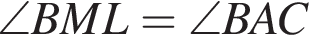 ∠BML = ∠BAC